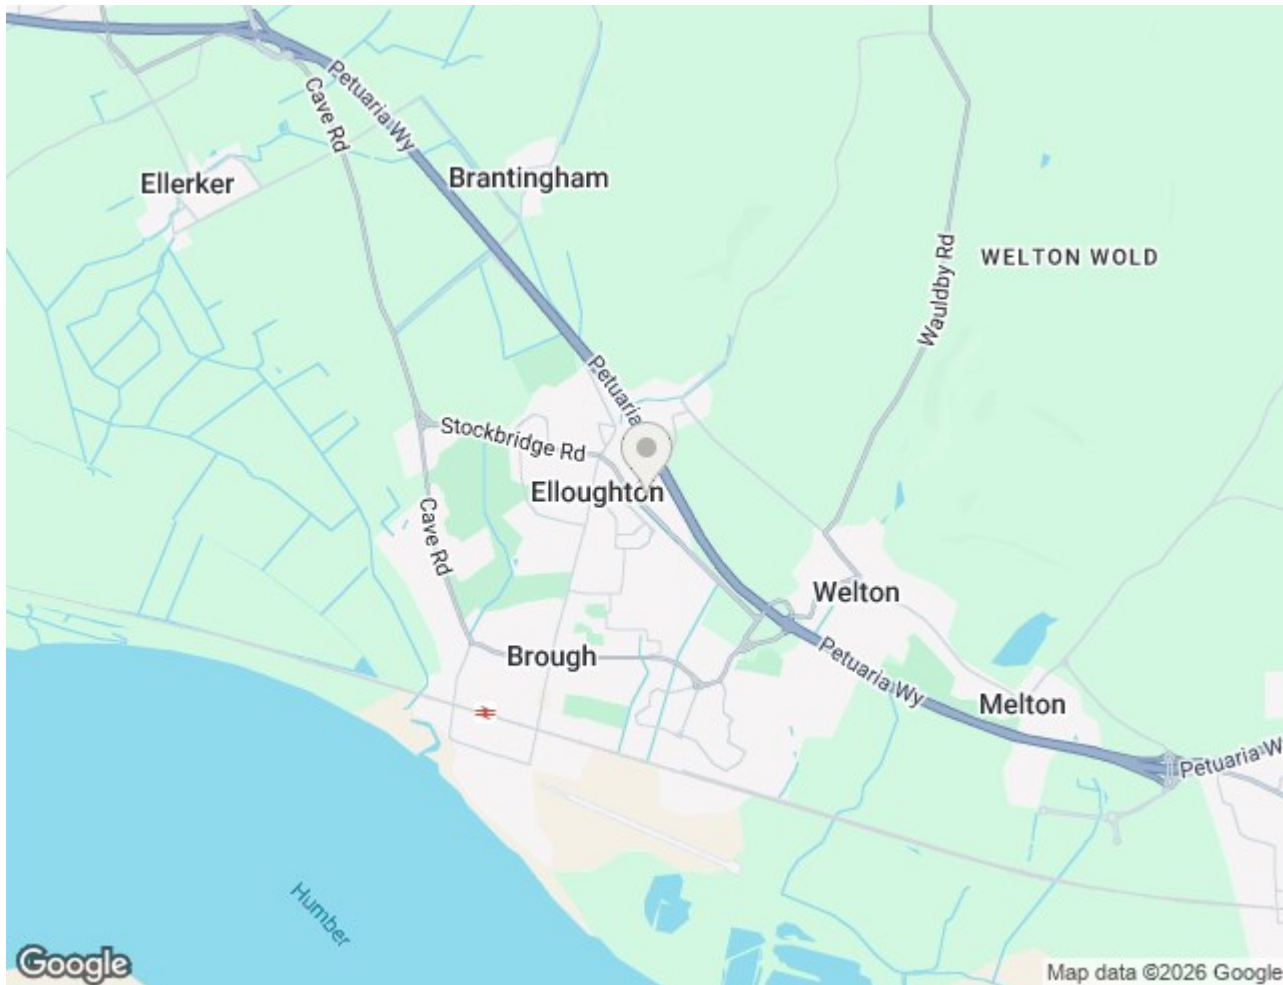 Petuaria Wy
Cave Rd
Ellerker
Brantingham
WELTON WOLD
Wauldby Rd
Petuaria
Stockbridge Rd
Elloughton
Cave Rd
Welton
Brough
Petuaria Wy
Melton
Petuaria W
Humber
Google
Map data ©2026 Google